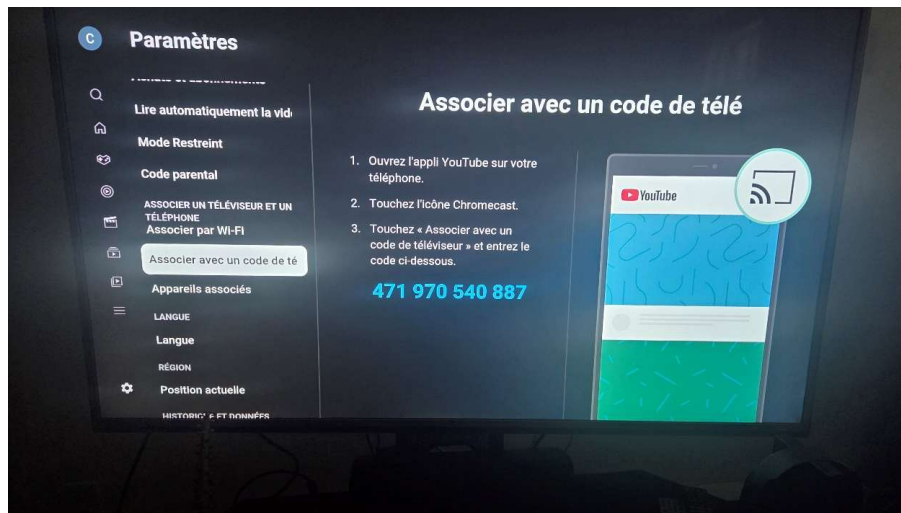 C
Paramètres
Lire automatiquement la vid
Mode Restreint
Code parental
ASSOCIER UN TÉLÉVISEUR ET UN
TÉLÉPHONE
Associer par Wi-Fi
Associer avec un code de té
Appareils associés
LANGUE
Langue
RÉGION
Position actuelle
ET DONNÉES
Associer avec un code de télé
1. Ouvrez l'appli YouTube sur votre
téléphone.
2. Touchez l'icône Chromecast.
3. Touchez « Associer avec un
code de téléviseur » et entrez le
code ci-dessous.
471 970 540 887
YouTube